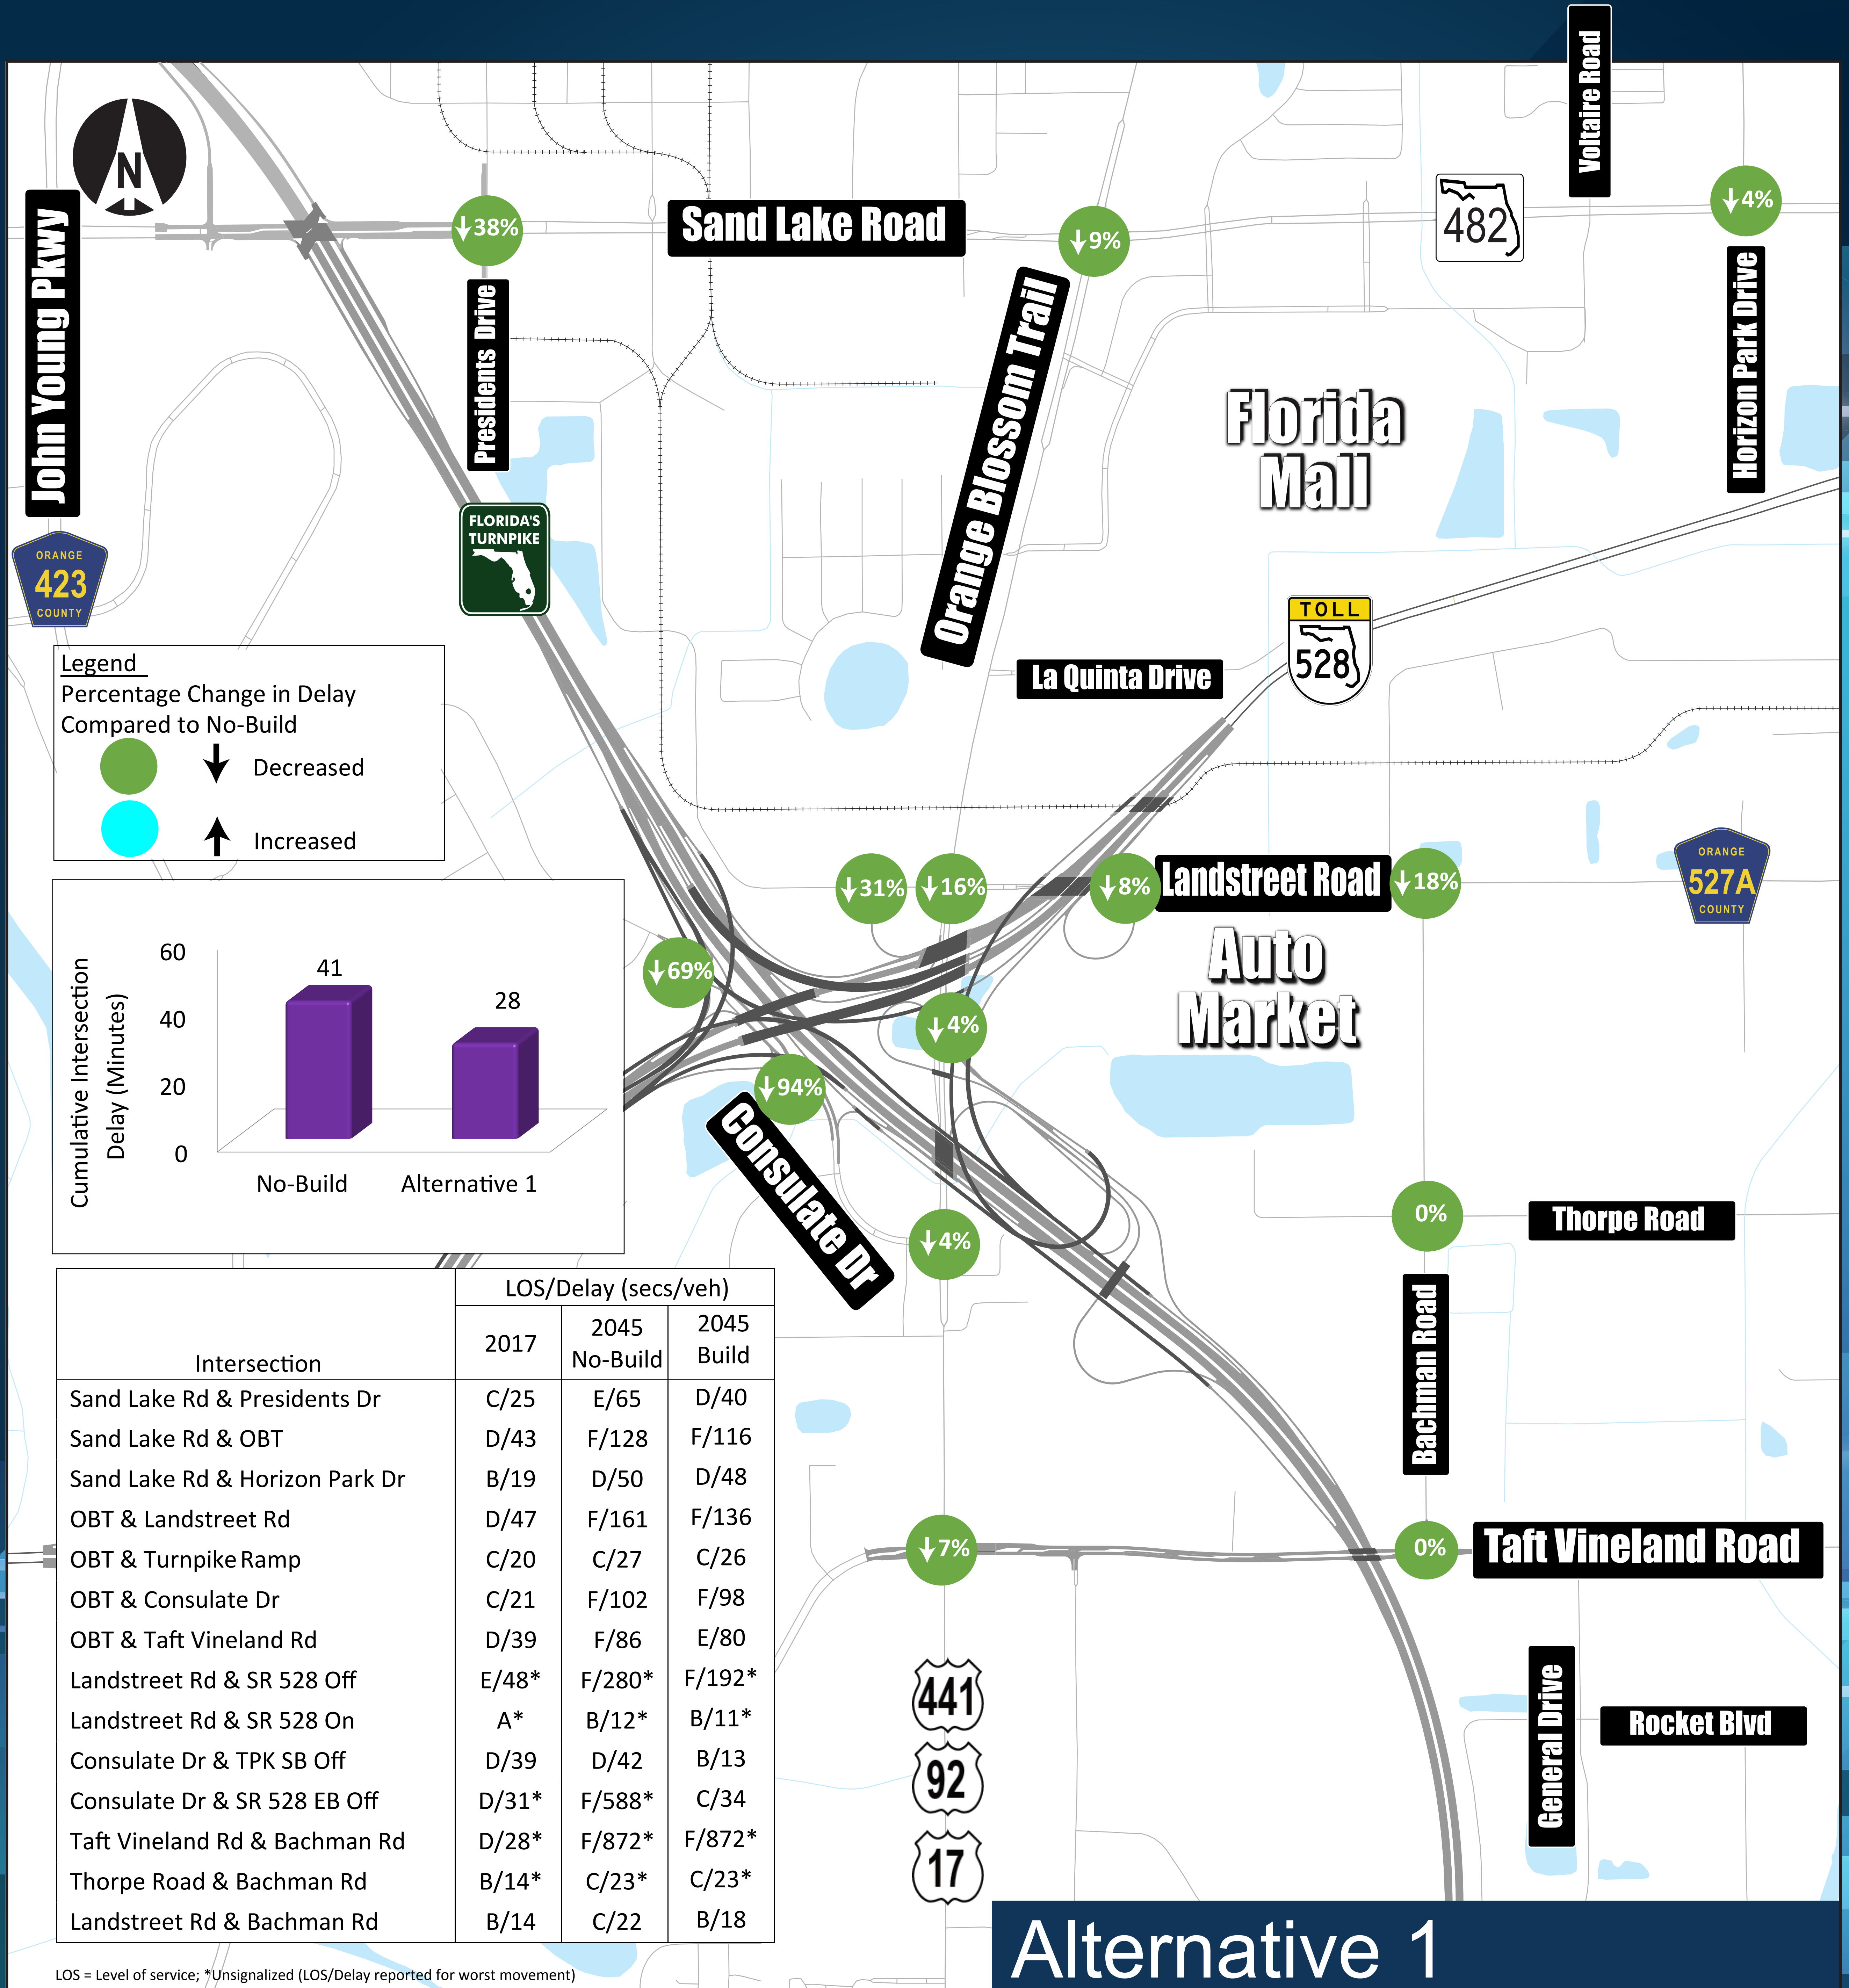 Voltaire Road
N
John Young Pkwy
↓38%
Sand Lake Road
↓9%
482
↓4%
Presidents Drive
Orange Blossom Trail
Horizon Park Drive
Florida
Mall
FLORIDA'S
TURNPIKE
ORANGE
423
COUNTY
TOLL
528
La Quinta Drive
Legend
Percentage Change in Delay
Compared to No-Build
↓ Decreased
↑ Increased
↓31%
↓16%
↓8%
Landstreet Road
↓18%
ORANGE
527A
COUNTY
Auto
Market
↓69%
↓4%
↓94%
Consulate Dr
↓4%
Cumulative Intersection
Delay (Minutes)
60
40
20
0
41
28
No-Build Alternative 1
0%
Thorpe Road
Bachman Road
↓7%
0%
Taft Vineland Road
LOS/Delay (secs/veh)
Intersection 2017 2045 No-Build 2045 Build
Sand Lake Rd & Presidents Dr C/25 E/65 D/40
Sand Lake Rd & OBT D/43 F/128 F/116
Sand Lake Rd & Horizon Park Dr B/19 D/50 D/48
OBT & Landstreet Rd D/47 F/161 F/136
OBT & Turnpike Ramp C/20 C/27 C/26
OBT & Consulate Dr C/21 F/102 F/98
OBT & Taft Vineland Rd D/39 F/86 E/80
Landstreet Rd & SR 528 Off E/48* F/280* F/192*
Landstreet Rd & SR 528 On A* B/12* B/11*
Consulate Dr & TPK SB Off D/39 D/42 B/13
Consulate Dr & SR 528 EB Off D/31* F/588* C/34
Taft Vineland Rd & Bachman Rd D/28* F/872* F/872*
Thorpe Road & Bachman Rd B/14* C/23* C/23*
Landstreet Rd & Bachman Rd B/14 C/22 B/18
LOS = Level of service; *Unsignalized (LOS/Delay reported for worst movement)
441
92
17
General Drive
Rocket Blvd
Alternative 1